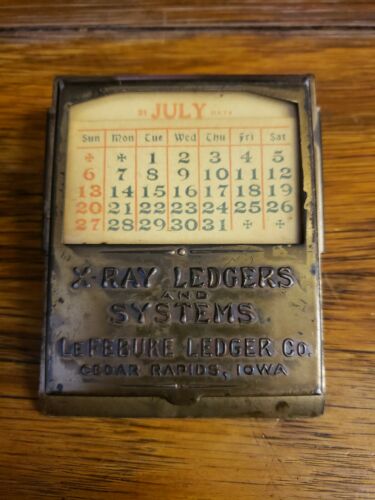 31 JULY DAYS
Sun Mon Tue Wed Thu Fri Sat
1 2 3 4 5
6 7 8 9 10 11 12
13 14 15 16 17 18 19
20 21 22 23 24 25 26
27 28 29 30 31
X-RAY LEDGERS
AND
SYSTEMS
LEFEBURE LEDGER CO.
CEDAR RAPIDS, IOWA